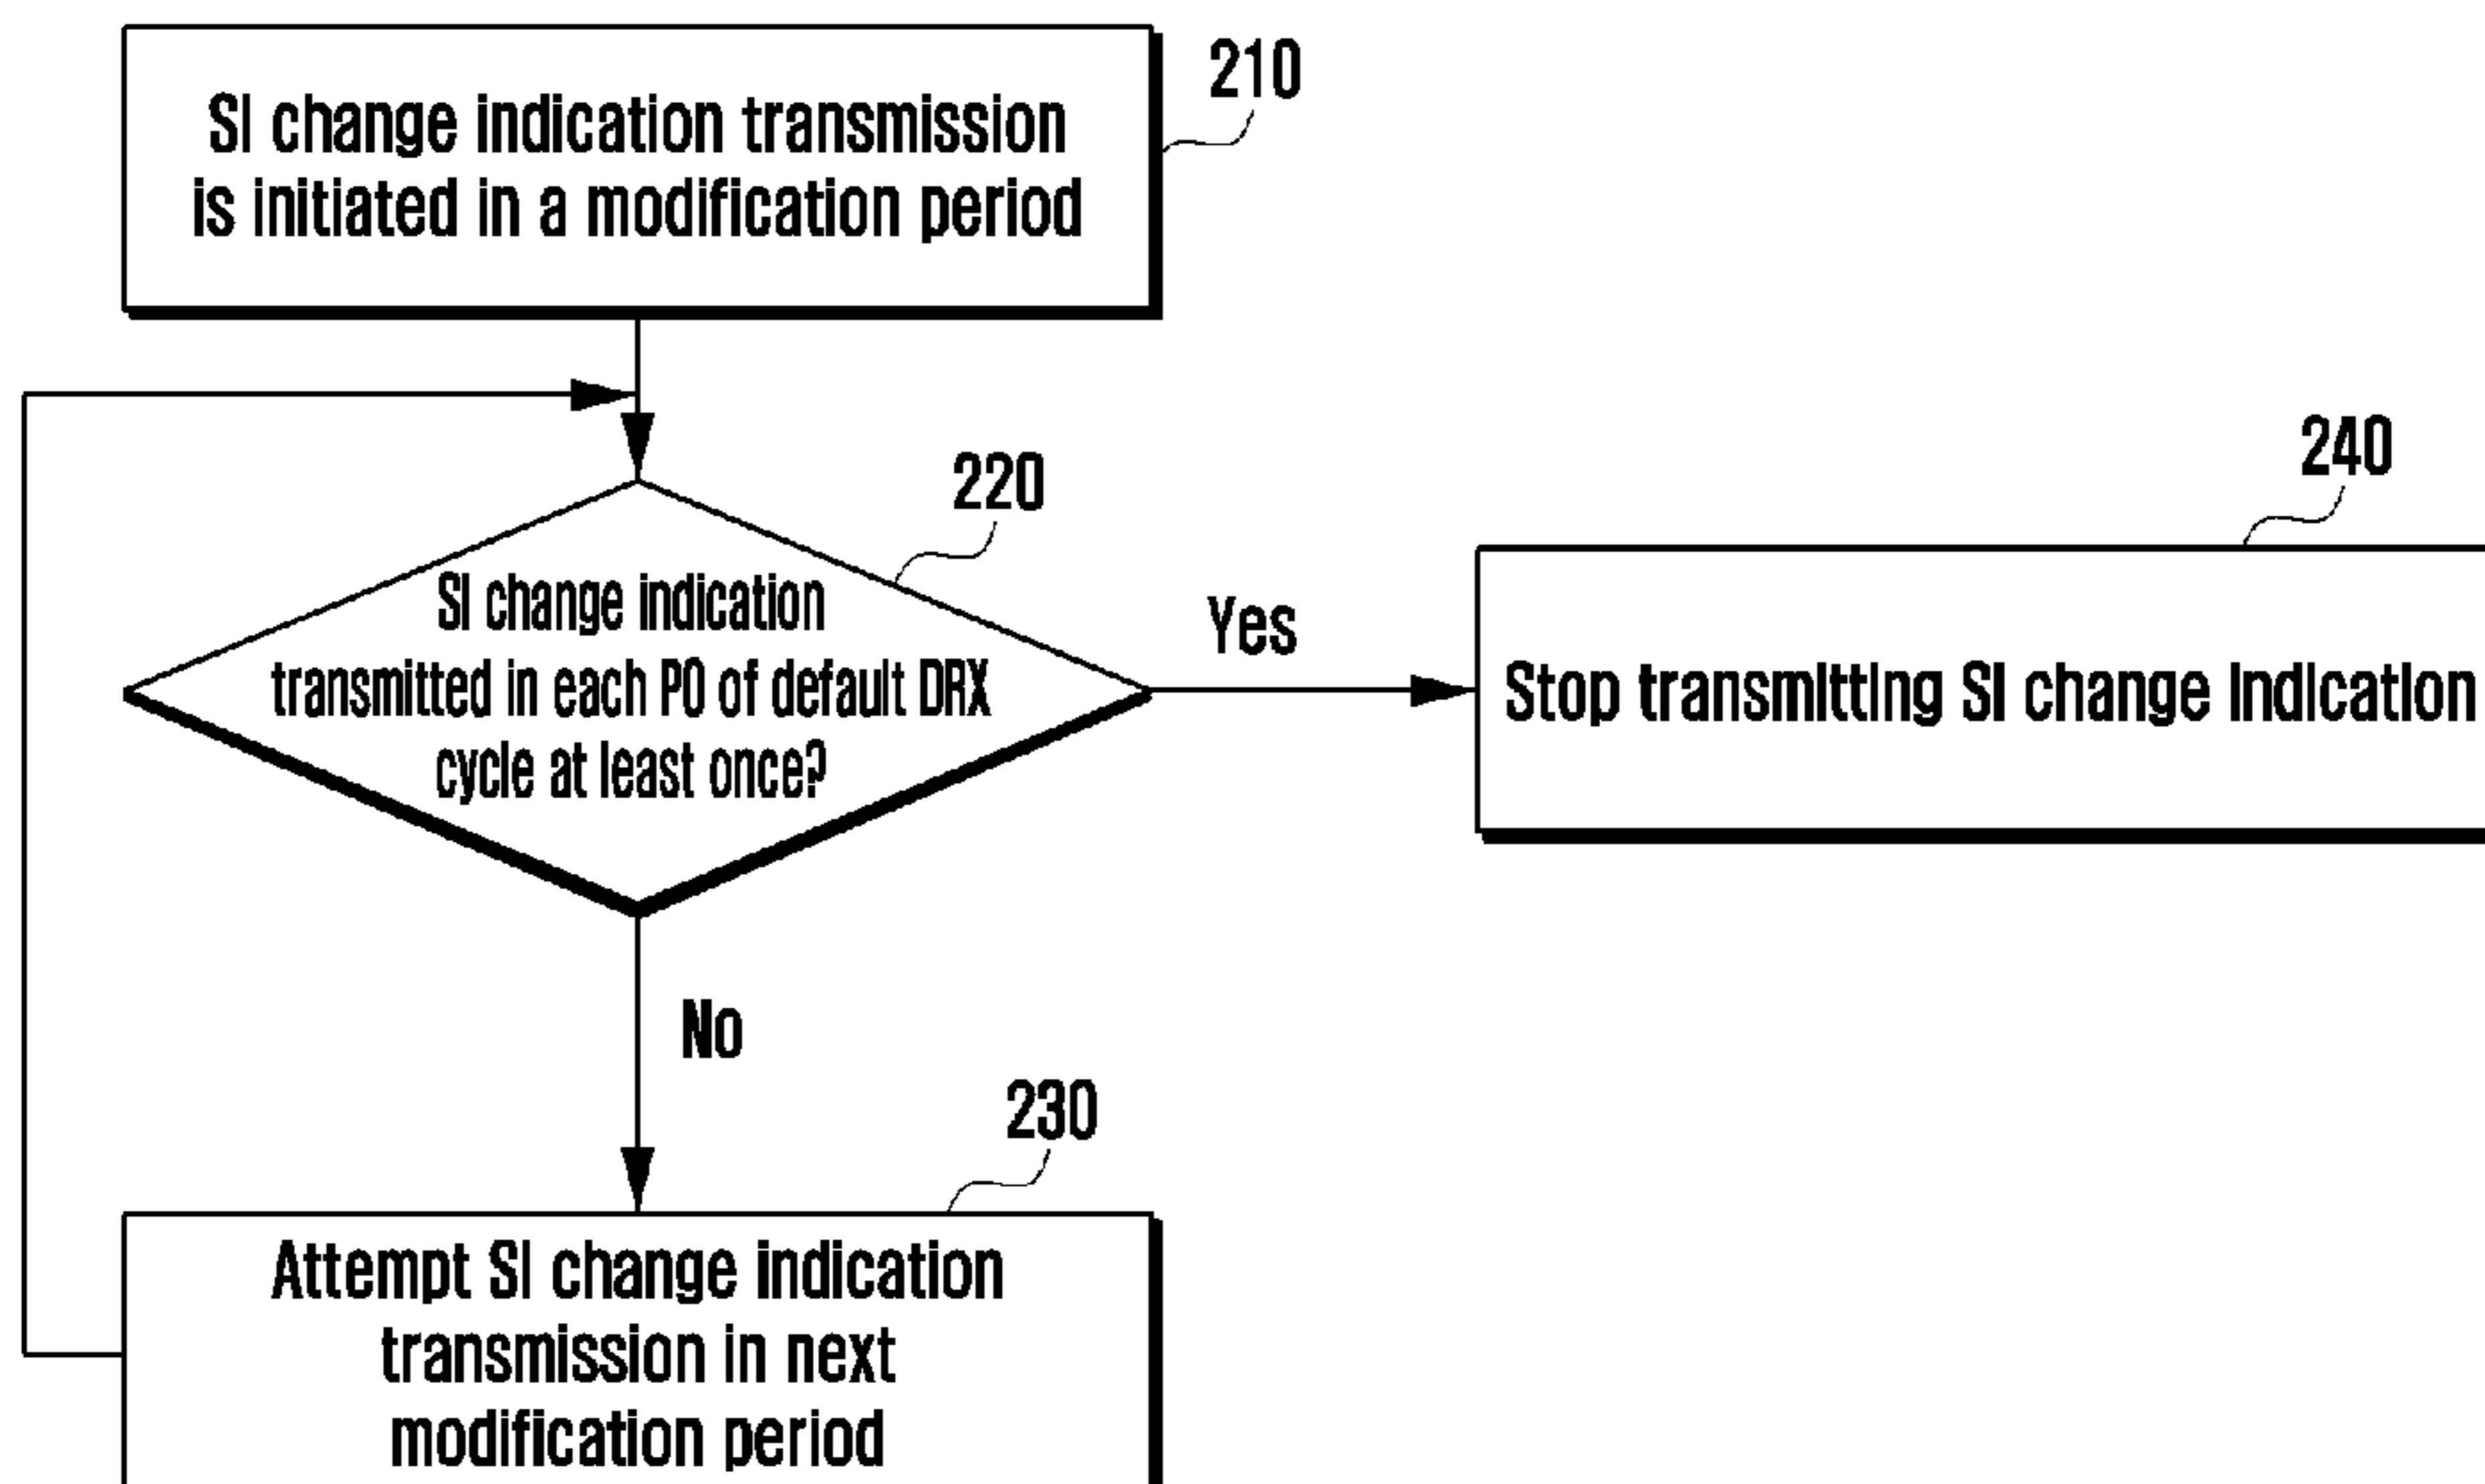 210
SI change indication transmission
is initiated in a modification period
220
SI change indication
transmitted in each PO of default DRX
cycle at least once?
Yes
240
Stop transmitting SI change indication
No
230
Attempt SI change indication
transmission in next
modification period